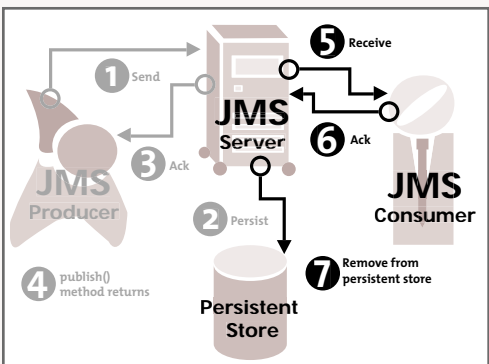 1 Send
5 Receive
JMS
Server
3 Ack
6 Ack
JMS
Producer
JMS
Consumer
2 Persist
4 publish()
method returns
7 Remove from
persistent store
Persistent
Store